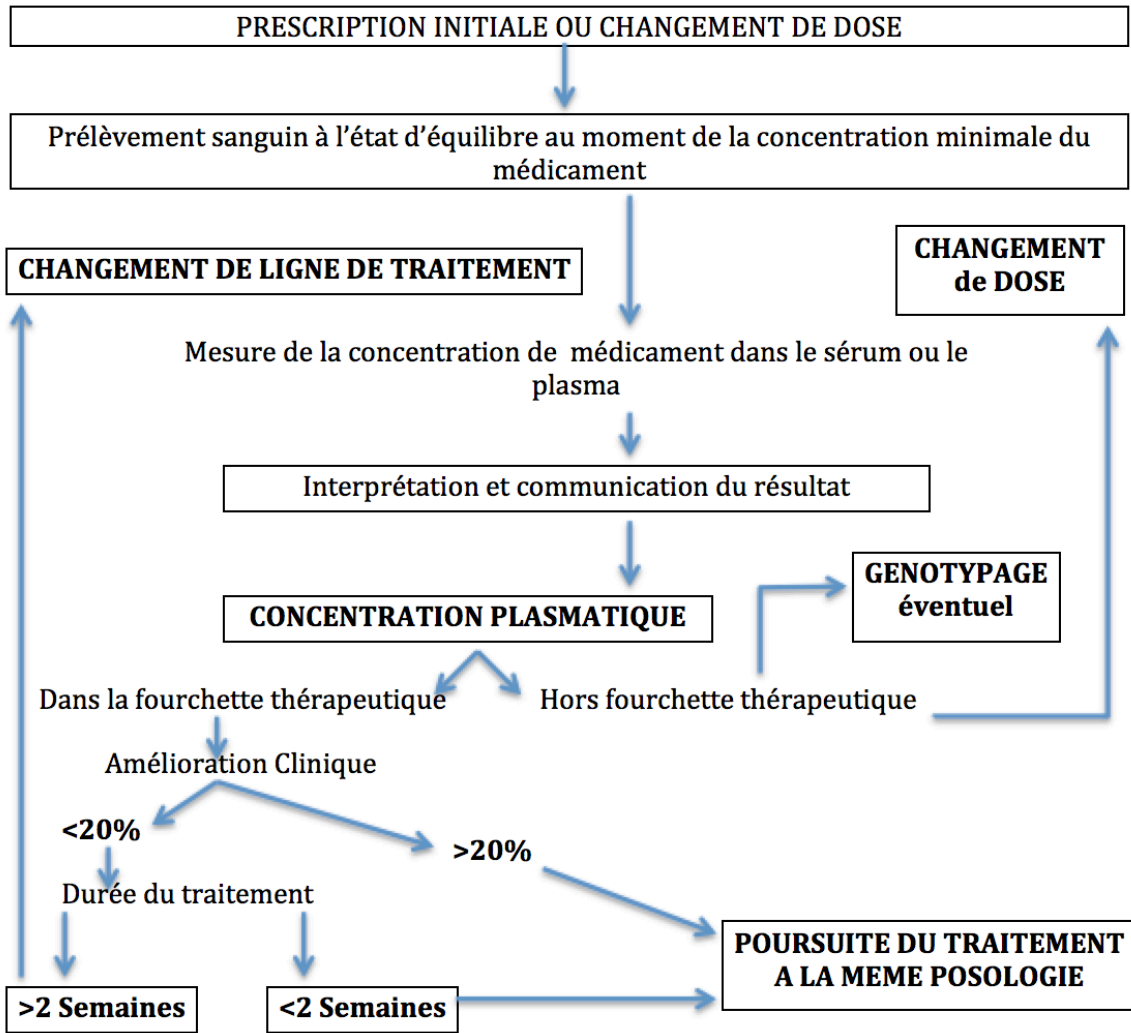 PRESCRIPTION INITIALE OU CHANGEMENT DE DOSE
Prélèvement sanguin à l’état d’équilibre au moment de la concentration minimale du
médicament
CHANGEMENT DE LIGNE DE TRAITEMENT
CHANGEMENT
de DOSE
Mesure de la concentration de  médicament dans le sérum ou le
plasma
Interprétation et communication du résultat
GENOTYPAGE
éventuel
CONCENTRATION PLASMATIQUE
Dans la fourchette thérapeutique
Hors fourchette thérapeutique
Amélioration Clinique
<20%
>20%
Durée du traitement
POURSUITE DU TRAITEMENT
A LA MEME POSOLOGIE
>2 Semaines
<2 Semaines